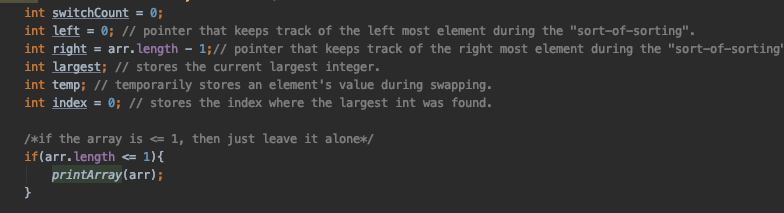 int switchCount = 0;
int left = 0; // pointer that keeps track of the left most element during the "sort-of-sorting".
int right = arr.length - 1;// pointer that keeps track of the right most element during the "sort-of-sorting"
int largest; // stores the current largest integer.
int temp; // temporarily stores an element's value during swapping.
int index = 0; // stores the index where the largest int was found.
/*if the array is <= 1, then just leave it alone*/
if(arr.length <= 1){
printArray(arr);
}